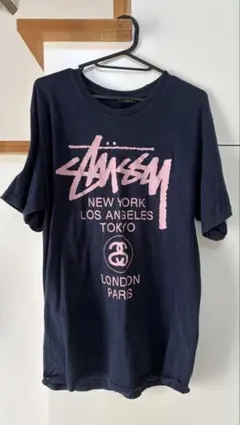 Stüssy
NEW YORK
LOS ANGELES
TOKYO
LONDON
PARIS